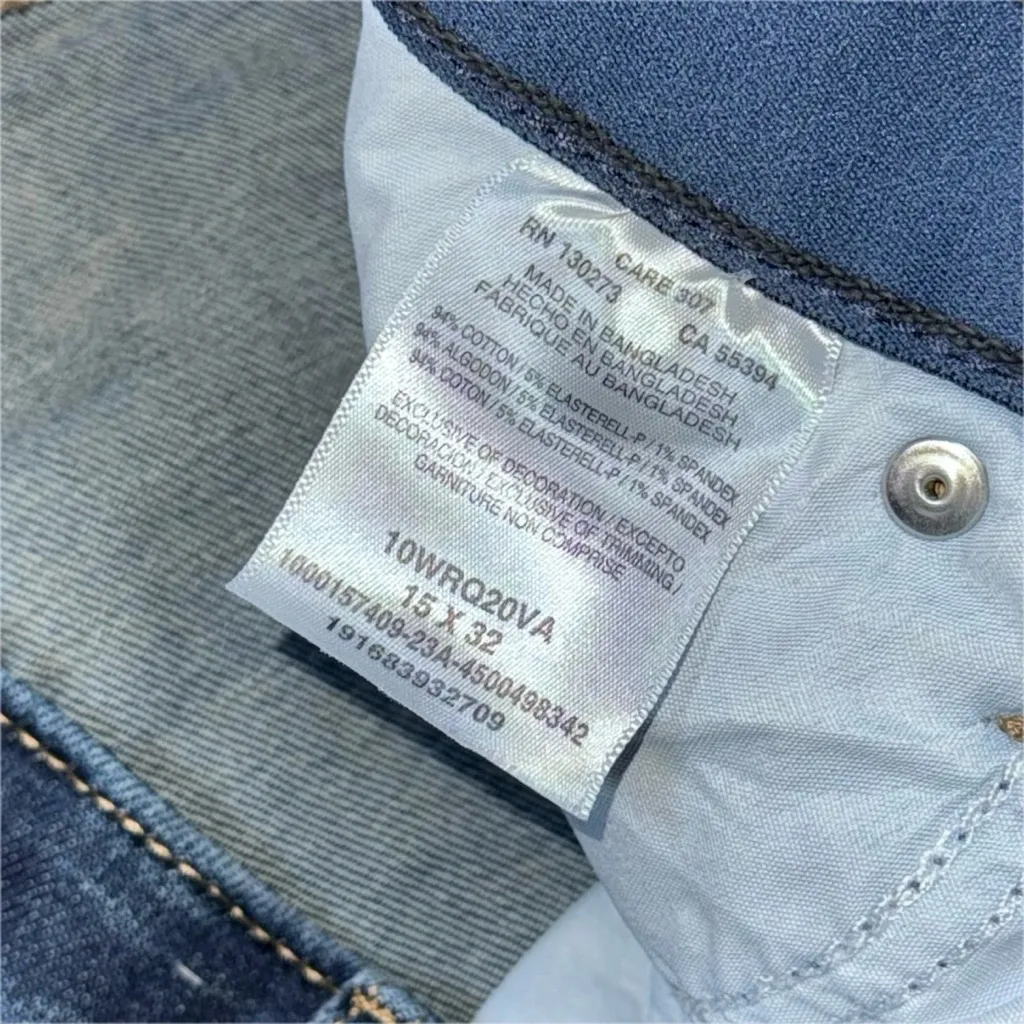 CARE 307
RN 130273 CA 55394
MADE IN BANGLADESH
HECHO EN BANGLADESH
FABRIQUE AU BANGLADESH
94% COTTON / 5% ELASTERELL-P / 1% SPANDEX
94% ALGODON / 5% ELASTERELL-P / 1% SPANDEX
94% COTON / 5% ELASTERELL-P / 1% SPANDEX
EXCLUSIVE OF DECORATION / EXCEPTO
DECORACION / EXCLUSIVE OF TRIMMING /
GARNITURE NON COMPRISE
10WRQ20VA
15 X 32
1000157409-23A-4500498342
191683932709